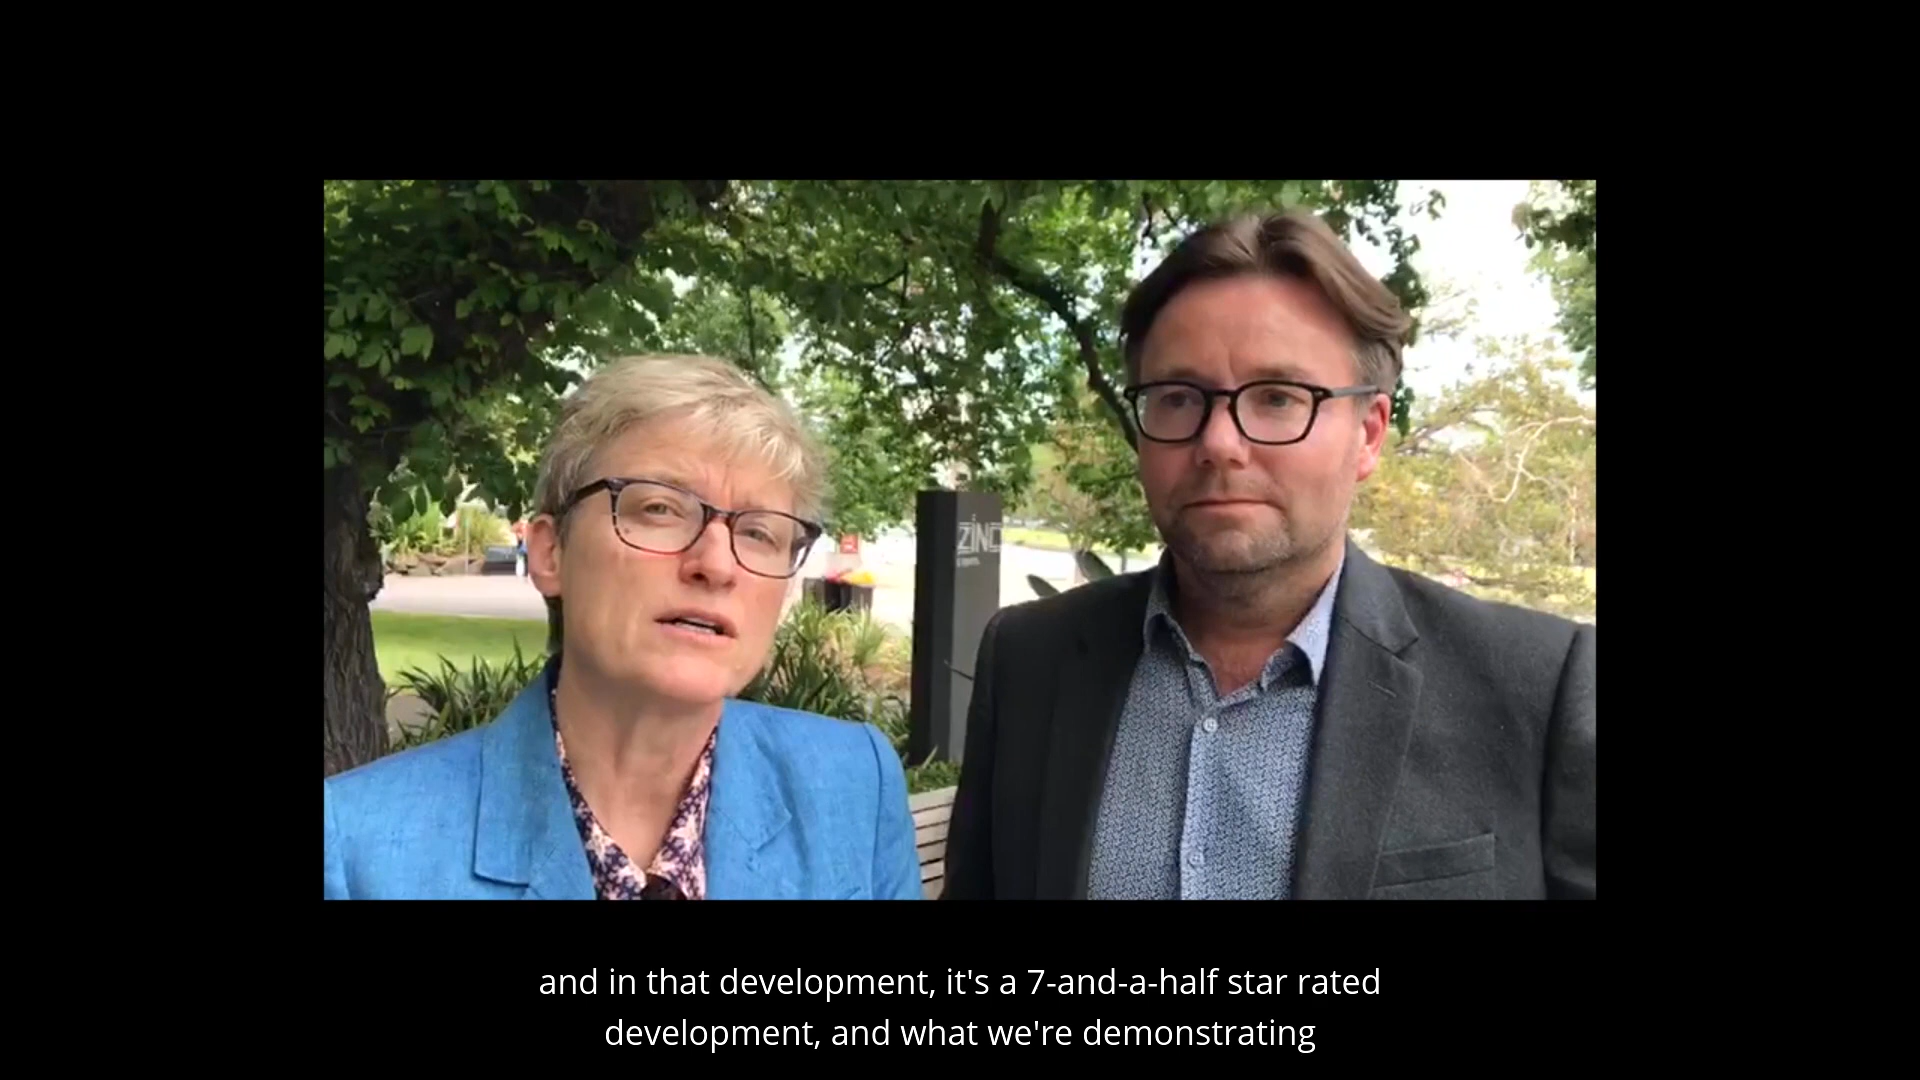 ZINC
and in that development, it's a 7-and-a-half star rated
development, and what we're demonstrating